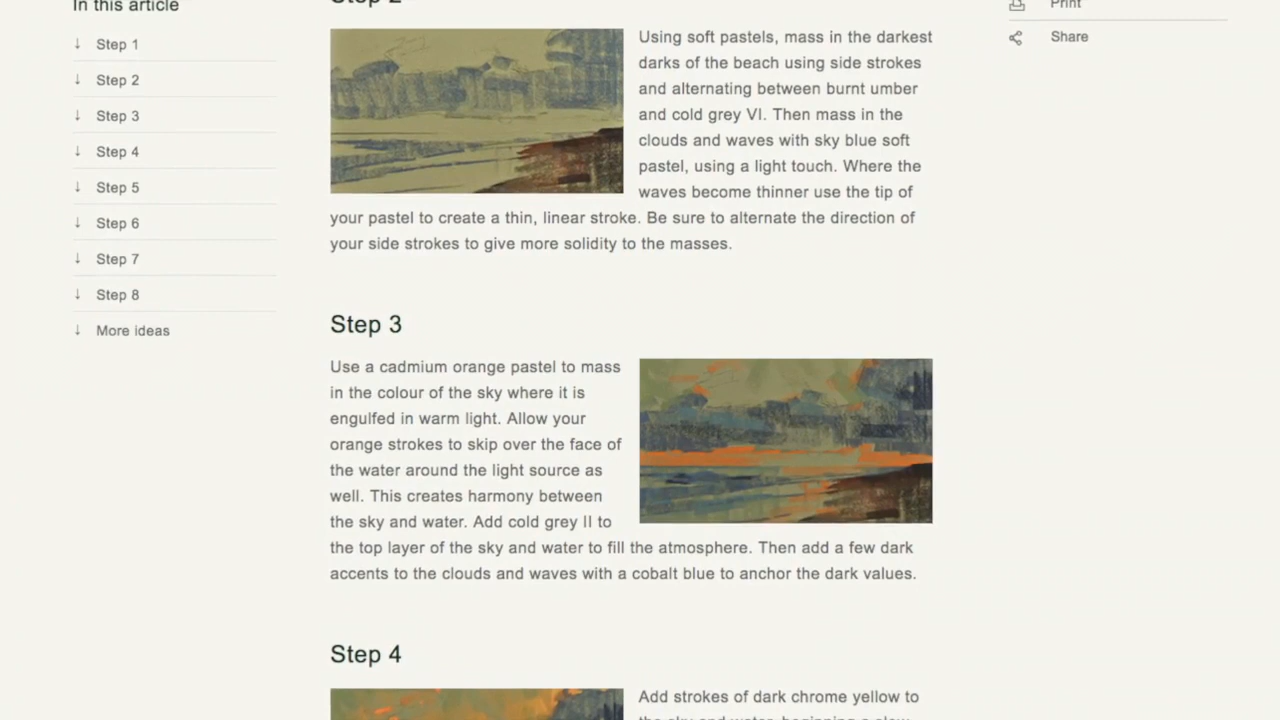 In this article
↓ Step 1
↓ Step 2
↓ Step 3
↓ Step 4
↓ Step 5
↓ Step 6
↓ Step 7
↓ Step 8
↓ More ideas
Step 2
Using soft pastels, mass in the darkest
darks of the beach using side strokes
and alternating between burnt umber
and cold grey VI. Then mass in the
clouds and waves with sky blue soft
pastel, using a light touch. Where the
waves become thinner use the tip of
your pastel to create a thin, linear stroke. Be sure to alternate the direction of
your side strokes to give more solidity to the masses.
Step 3
Use a cadmium orange pastel to mass
in the colour of the sky where it is
engulfed in warm light. Allow your
orange strokes to skip over the face of
the water around the light source as
well. This creates harmony between
the sky and water. Add cold grey II to
the top layer of the sky and water to fill the atmosphere. Then add a few dark
accents to the clouds and waves with a cobalt blue to anchor the dark values.
Step 4
Add strokes of dark chrome yellow to
the sky and water, beginning a slow
Print
Share